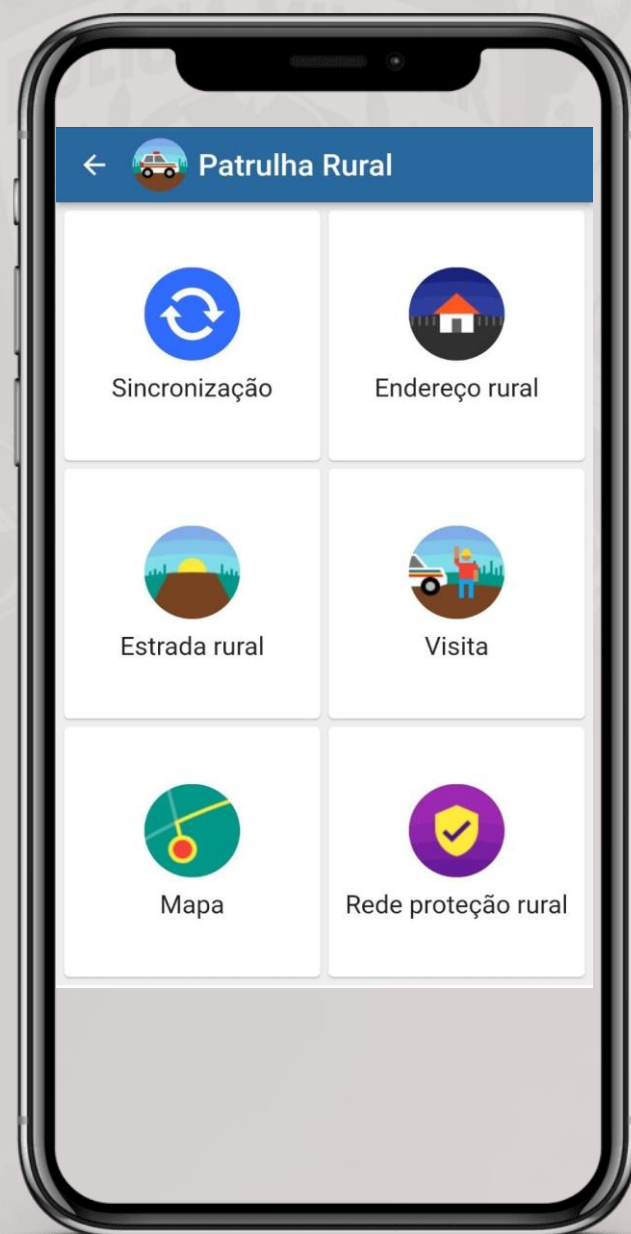 Patrulha Rural
Sincronização
Endereço rural
Estrada rural
Visita
Mapa
Rede proteção rural